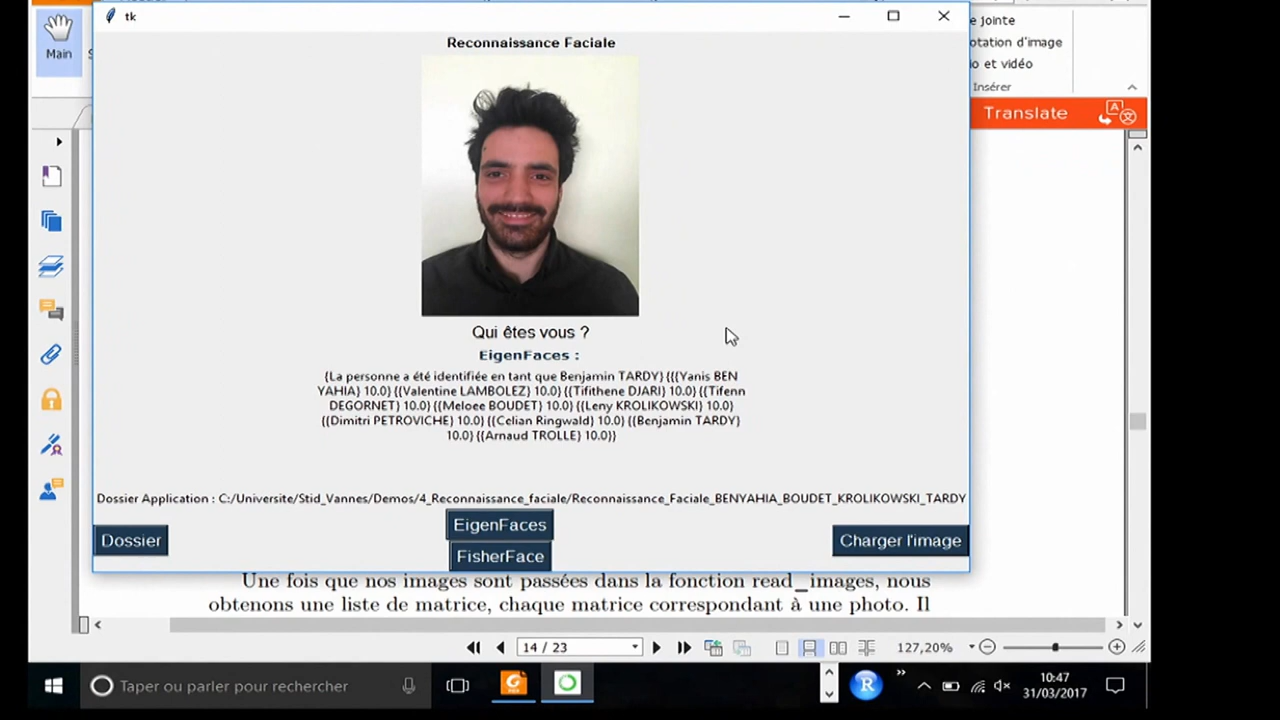 tk
Main
e jointe
otation d'image
io et vidéo
Insérer
Translate
Reconnaissance Faciale
Qui êtes vous ?
EigenFaces :
{La personne a été identifiée en tant que Benjamin TARDY} {{{Yanis BEN
YAHIA} 10.0} {{Valentine LAMBOLEZ} 10.0} {{Tifithene DJARI} 10.0} {{Tifenn
DEGORNET} 10.0} {{Meloee BOUDET} 10.0} {{Leny KROLIKOWSKI} 10.0}
{{Dimitri PETROVICHE} 10.0} {{Celian Ringwald} 10.0} {{Benjamin TARDY}
10.0} {{Arnaud TROLLE} 10.0}}
Dossier Application : C:/Universite/Stid_Vannes/Demos/4_Reconnaissance_faciale/Reconnaissance_Faciale_BENYAHIA_BOUDET_KROLIKOWSKI_TARDY
EigenFaces
Dossier
Charger l'image
FisherFace
Une fois que nos images sont passées dans la fonction read_images, nous
obtenons une liste de matrice, chaque matrice correspondant à une photo. Il
14 / 23
127,20%
Taper ou parler pour rechercher
R
10:47
31/03/2017